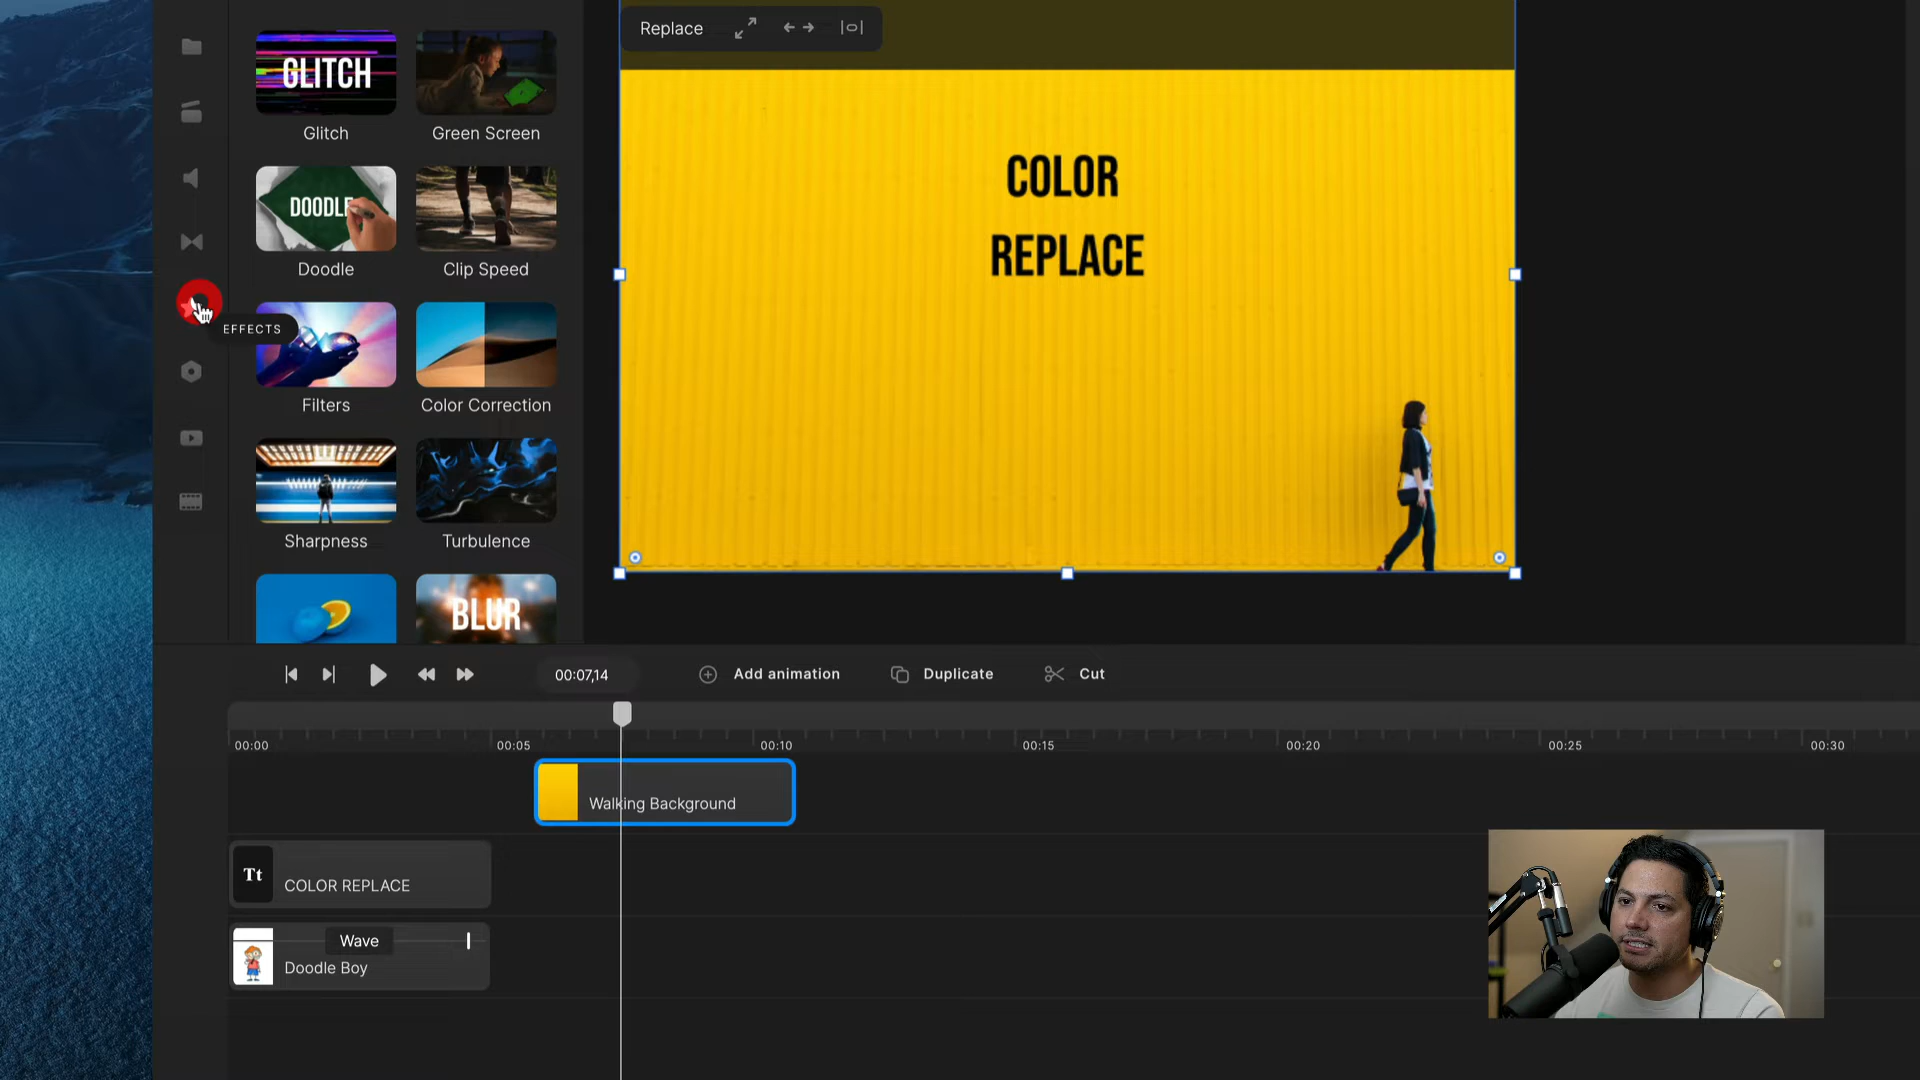 Replace
GLITCH
Glitch
Green Screen
COLOR
REPLACE
DOODLE
Doodle
Clip Speed
EFFECTS
Filters
Color Correction
Sharpness
Turbulence
BLUR
00:07,14
Add animation
Duplicate
Cut
00:00
00:05
00:10
00:15
00:20
00:25
00:30
Walking Background
Tt
COLOR REPLACE
Wave
Doodle Boy